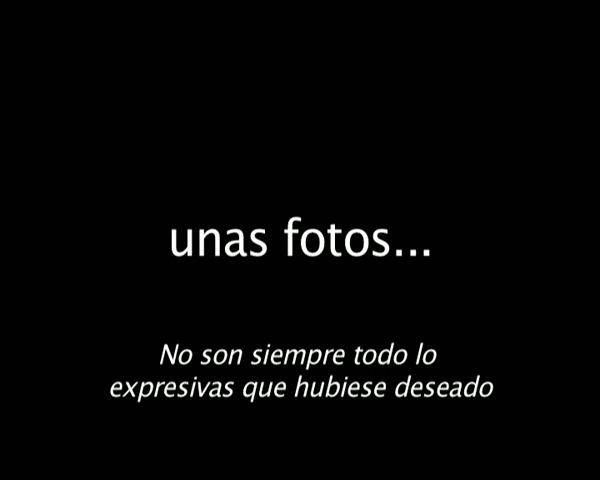 unas fotos...
No son siempre todo lo
expresivas que hubiese deseado